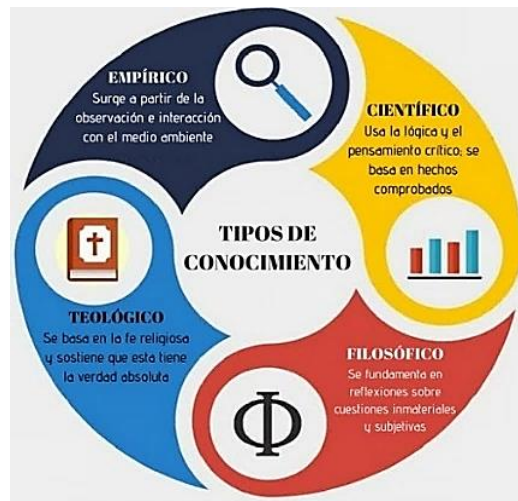 EMPÍRICO
Surge a partir de la
observación e interacción
con el medio ambiente
CIENTÍFICO
Usa la lógica y el
pensamiento crítico; se
basa en hechos
comprobados
TIPOS DE
CONOCIMIENTO
TEOLÓGICO
Se basa en la fe religiosa
y sostiene que esta tiene
la verdad absoluta
FILOSÓFICO
Se fundamenta en
reflexiones sobre
cuestiones inmateriales
y subjetivas
Φ